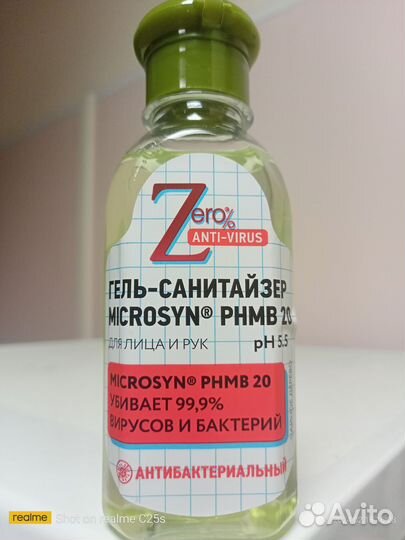 Zero%
ANTI-VIRUS
ГЕЛЬ-САНИТАЙЗЕР
MICROSYN® PHMB 20
ДЛЯ ЛИЦА И РУК pH 5.5
MICROSYN® PHMB 20
УБИВАЕТ 99,9%
ВИРУСОВ И БАКТЕРИЙ
АНТИБАКТЕРИАЛЬНЫЙ
realme Shot on realme C25s
Avito